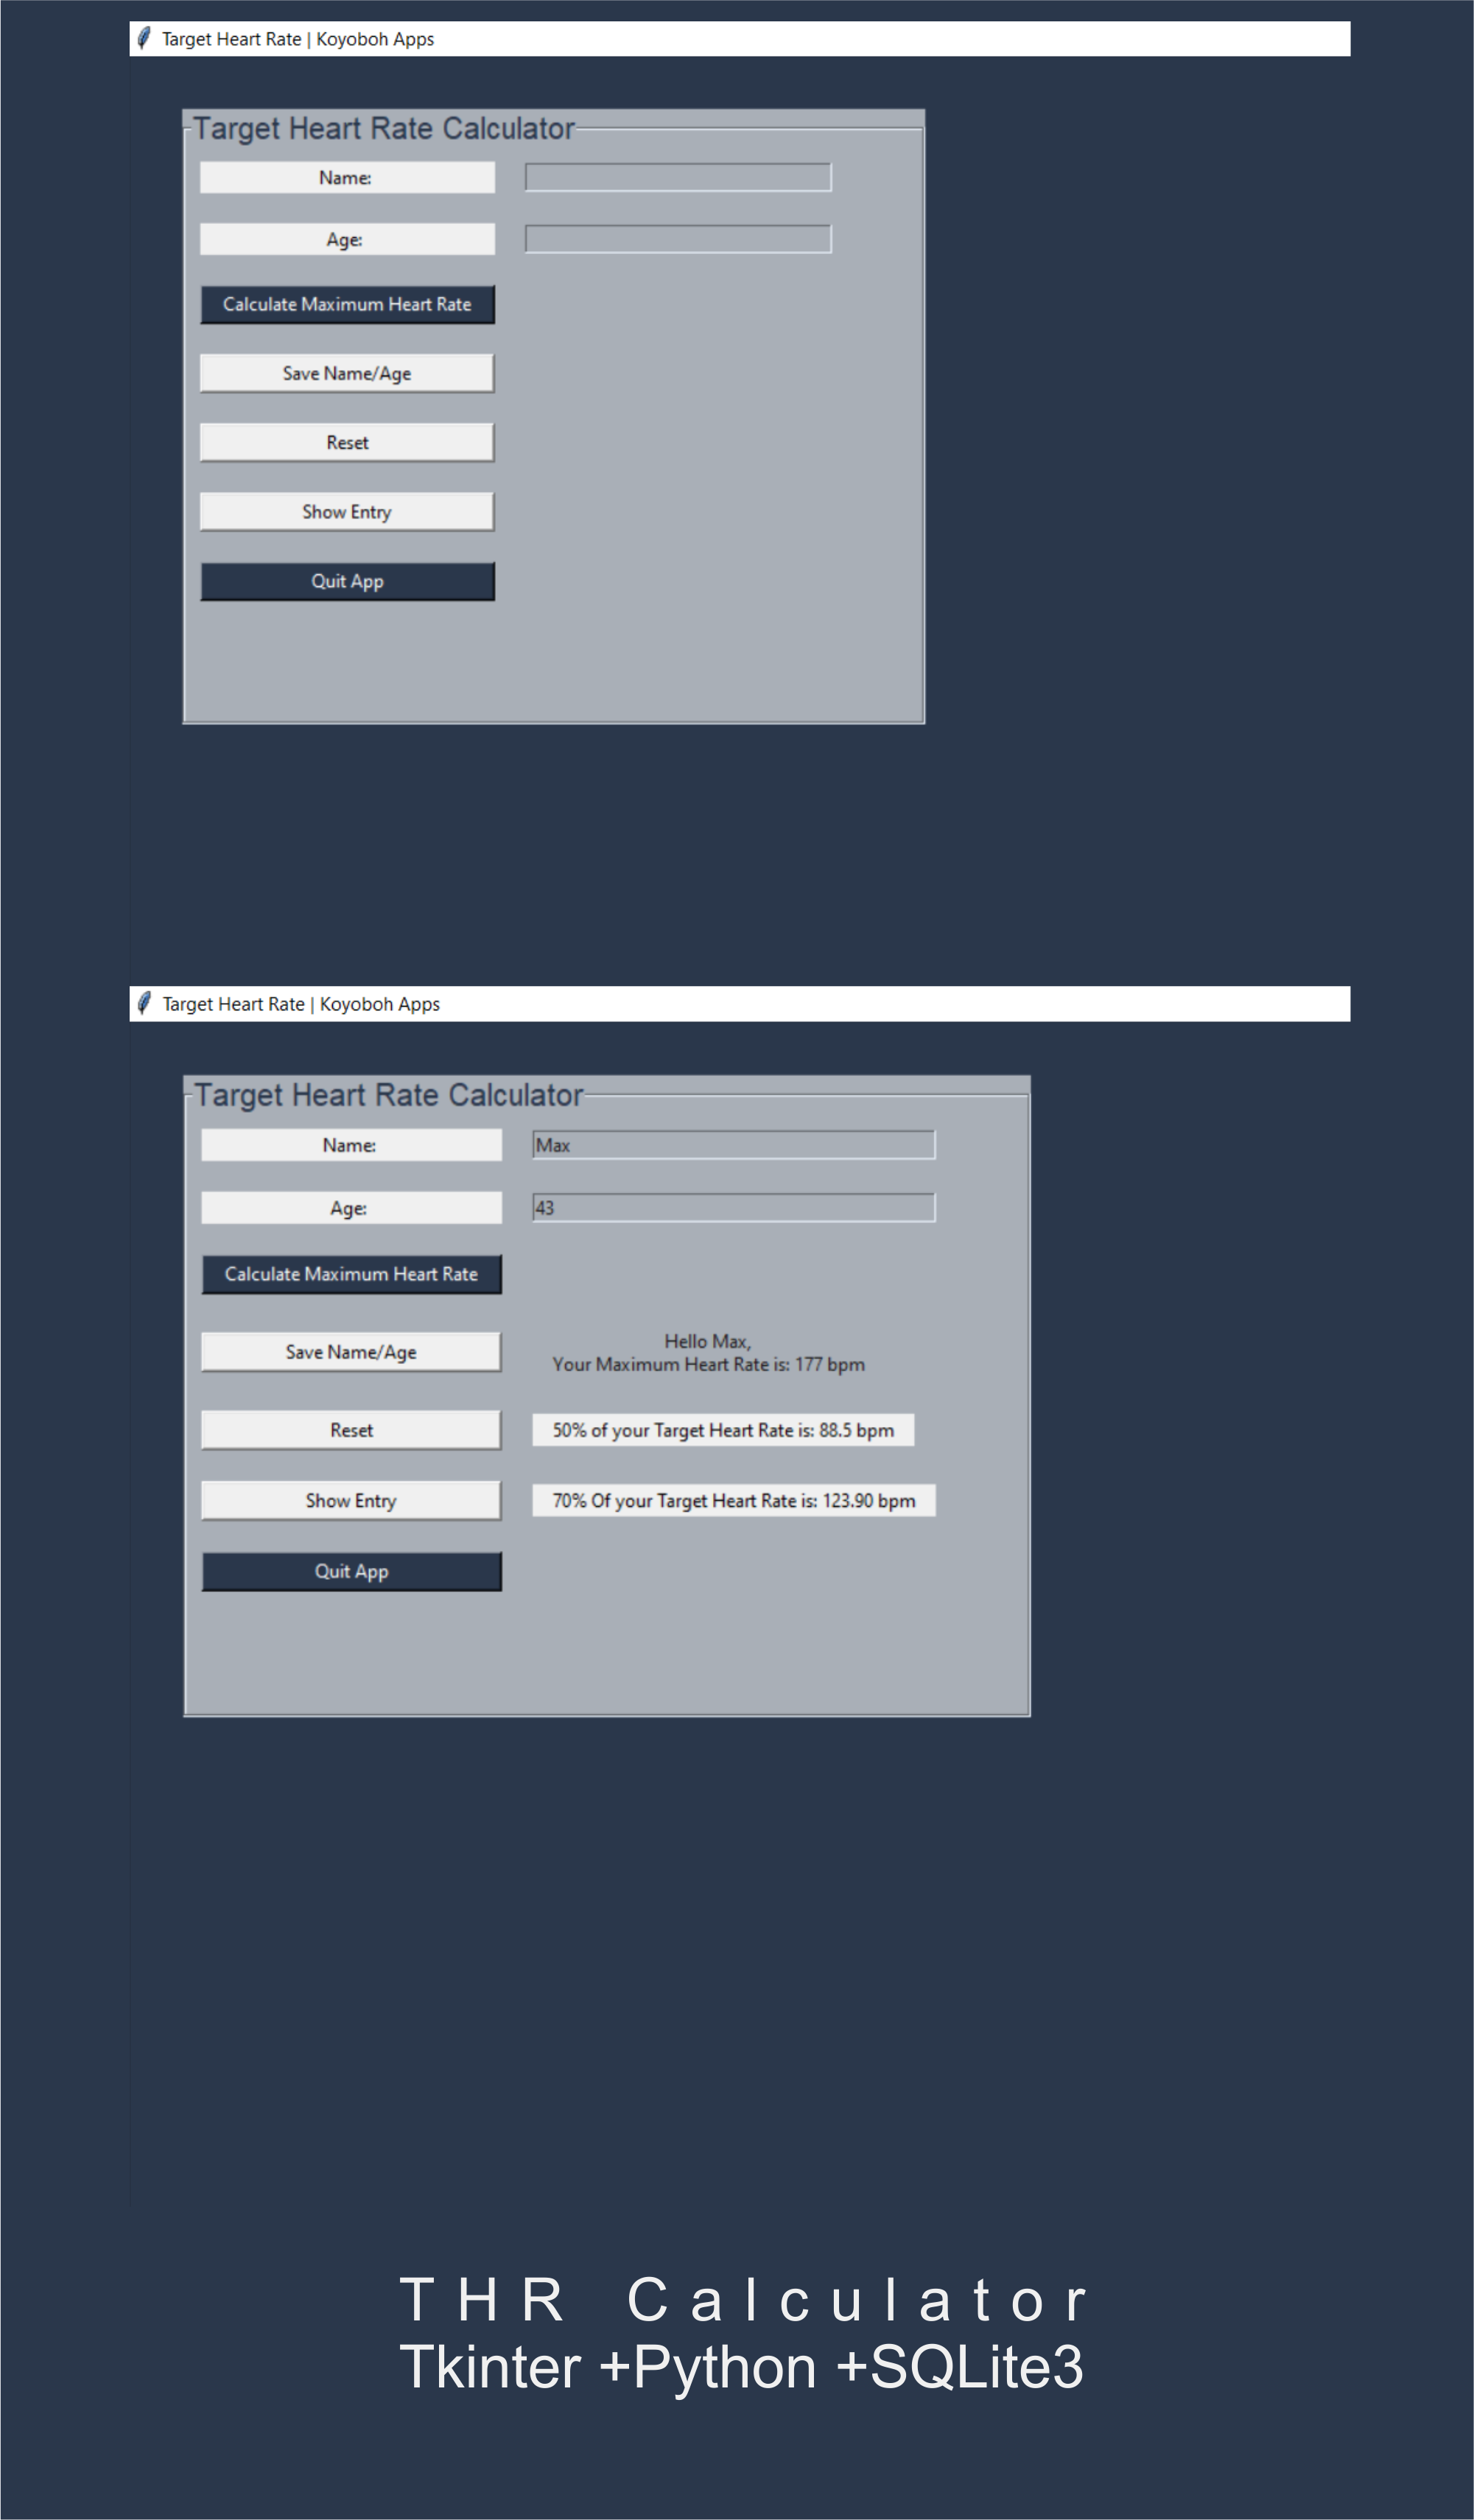 Target Heart Rate | Koyoboh Apps
Target Heart Rate Calculator
Name:
Age:
Calculate Maximum Heart Rate
Save Name/Age
Reset
Show Entry
Quit App
Target Heart Rate | Koyoboh Apps
Target Heart Rate Calculator
Name: Max
Age: 43
Calculate Maximum Heart Rate
Save Name/Age
Hello Max,
Your Maximum Heart Rate is: 177 bpm
Reset
50% of your Target Heart Rate is: 88.5 bpm
Show Entry
70% Of your Target Heart Rate is: 123.90 bpm
Quit App
THR Calculator
Tkinter +Python +SQLite3